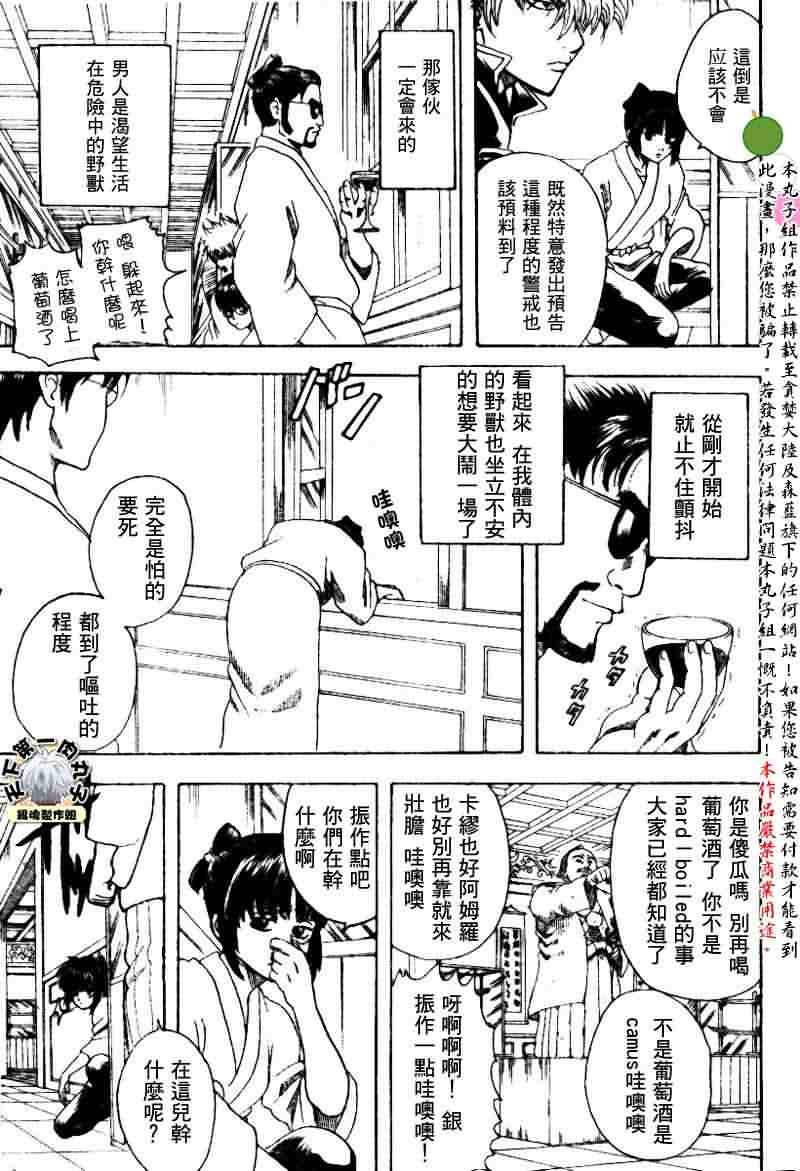 這倒是
應該不會
既然特意發出預告
這種程度的警戒也
該預料到了
那傢伙
一定會來的
男人是渴望生活
在危險中的野獸
喂 躲起來！
你幹什麼呢
怎麼喝上
葡萄酒了
從剛才開始
就止不住顫抖
カタ
カタ
看起來 在我體內
的野獸也坐立不安
的想要大鬧一場了
哇噢噢
完全是怕的
要死
都到了嘔吐的
程度
你是傻瓜嗎 別再喝
葡萄酒了 你不是
hard-boiled的事
大家已經都知道了
不是葡萄酒是
camus哇噢噢
卡繆也好阿姆羅
也好別再靠就來
壯膽 哇噢噢
呀啊啊啊！ 銀
振作一點哇噢噢！
振作點吧
你們在幹
什麼啊
在這兒幹
什麼呢?
天下第一肉丸子
銀魂製作組
本丸子組作品禁止轉載至貪婪大陸及森藍旗下的任何網站！如果您被告知需要付款才能看到
此漫畫，那麼您被騙了。若發生任何法律問題本丸子組一慨不負責！本作品嚴禁商業用途。